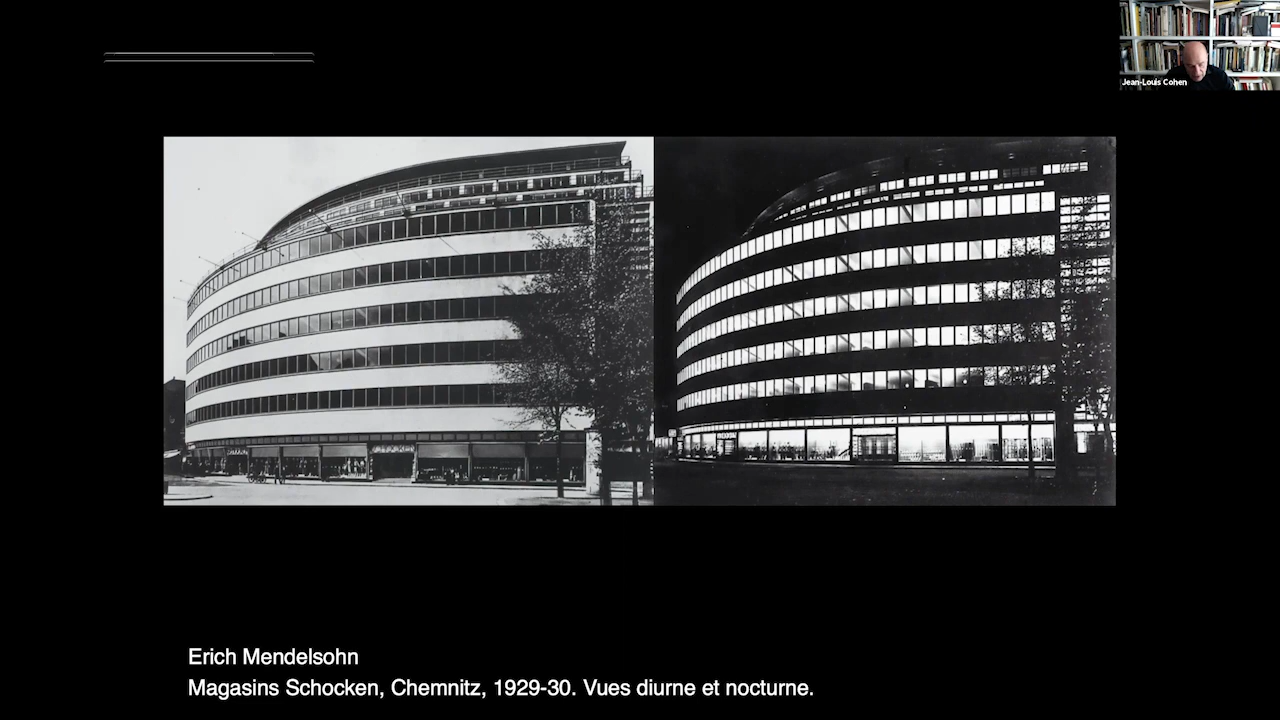 Jean-Louis Cohen
Erich Mendelsohn
Magasins Schocken, Chemnitz, 1929-30. Vues diurne et nocturne.